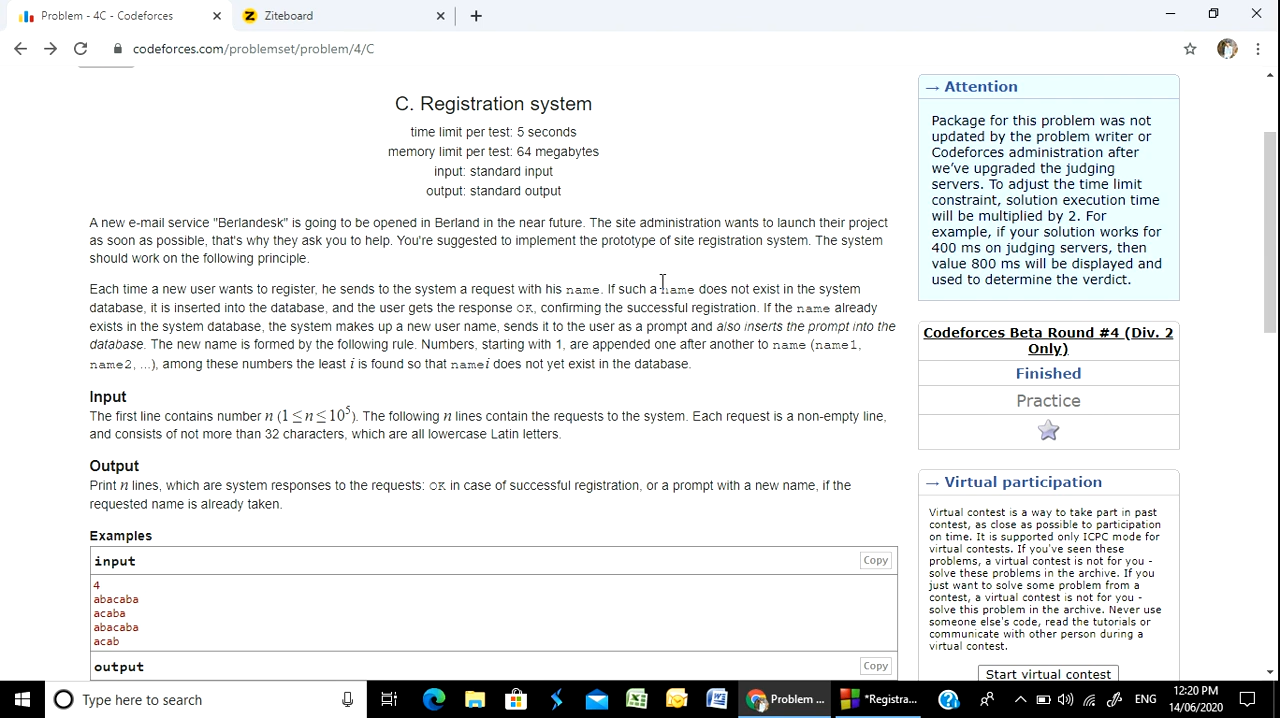 Problem - 4C - Codeforces
Ziteboard
codeforces.com/problemset/problem/4/C
C. Registration system
time limit per test: 5 seconds
memory limit per test: 64 megabytes
input: standard input
output: standard output
A new e-mail service "Berlandesk" is going to be opened in Berland in the near future. The site administration wants to launch their project
as soon as possible, that's why they ask you to help. You're suggested to implement the prototype of site registration system. The system
should work on the following principle.
Each time a new user wants to register, he sends to the system a request with his name. If such a name does not exist in the system
database, it is inserted into the database, and the user gets the response OK, confirming the successful registration. If the name already
exists in the system database, the system makes up a new user name, sends it to the user as a prompt and also inserts the prompt into the
database. The new name is formed by the following rule. Numbers, starting with 1, are appended one after another to name (name1,
name2, ...), among these numbers the least i is found so that namei does not yet exist in the database.
Input
The first line contains number n (1 ≤ n ≤ 10⁵). The following n lines contain the requests to the system. Each request is a non-empty line,
and consists of not more than 32 characters, which are all lowercase Latin letters.
Output
Print n lines, which are system responses to the requests: OK in case of successful registration, or a prompt with a new name, if the
requested name is already taken.
Examples
input
Copy
4
abacaba
acaba
abacaba
acab
output
Copy
→ Attention
Package for this problem was not
updated by the problem writer or
Codeforces administration after
we've upgraded the judging
servers. To adjust the time limit
constraint, solution execution time
will be multiplied by 2. For
example, if your solution works for
400 ms on judging servers, then
value 800 ms will be displayed and
used to determine the verdict.
Codeforces Beta Round #4 (Div. 2
Only)
Finished
Practice
→ Virtual participation
Virtual contest is a way to take part in past
contest, as close as possible to participation
on time. It is supported only ICPC mode for
virtual contests. If you've seen these
problems, a virtual contest is not for you -
solve these problems in the archive. If you
just want to solve some problem from a
contest, a virtual contest is not for you -
solve this problem in the archive. Never use
someone else's code, read the tutorials or
communicate with other person during a
virtual contest.
Start virtual contest
Type here to search
Problem ...
*Registra...
ENG
12:20 PM
14/06/2020